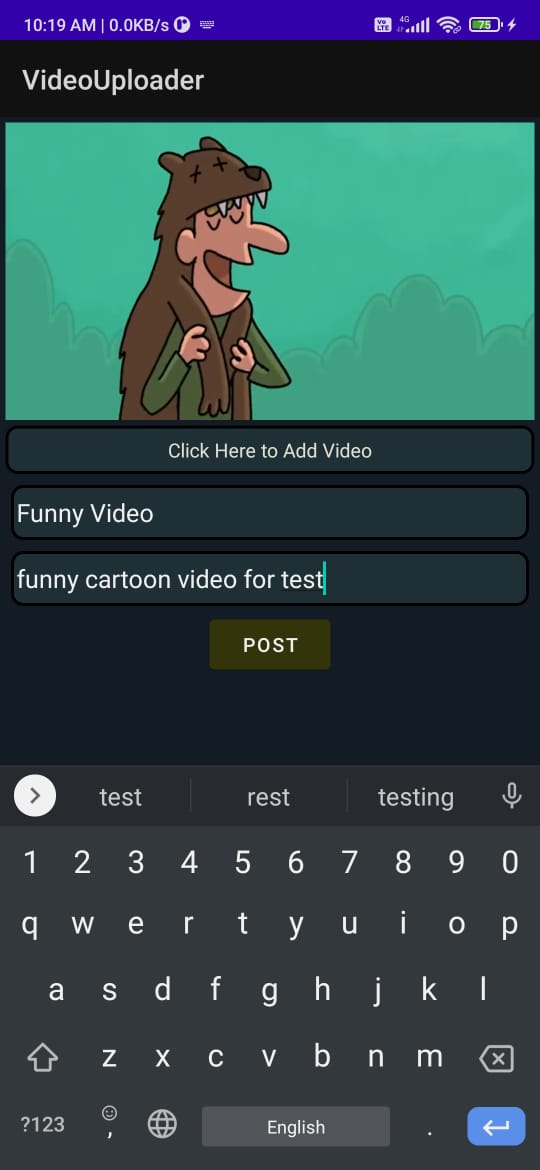 10:19 AM | 0.0KB/s
Vo LTE 4G 75
VideoUploader
Click Here to Add Video
Funny Video
funny cartoon video for test
POST
test rest testing
1 2 3 4 5 6 7 8 9 0
q w e r t y u i o p
a s d f g h j k l
z x c v b n m
?123 , English .